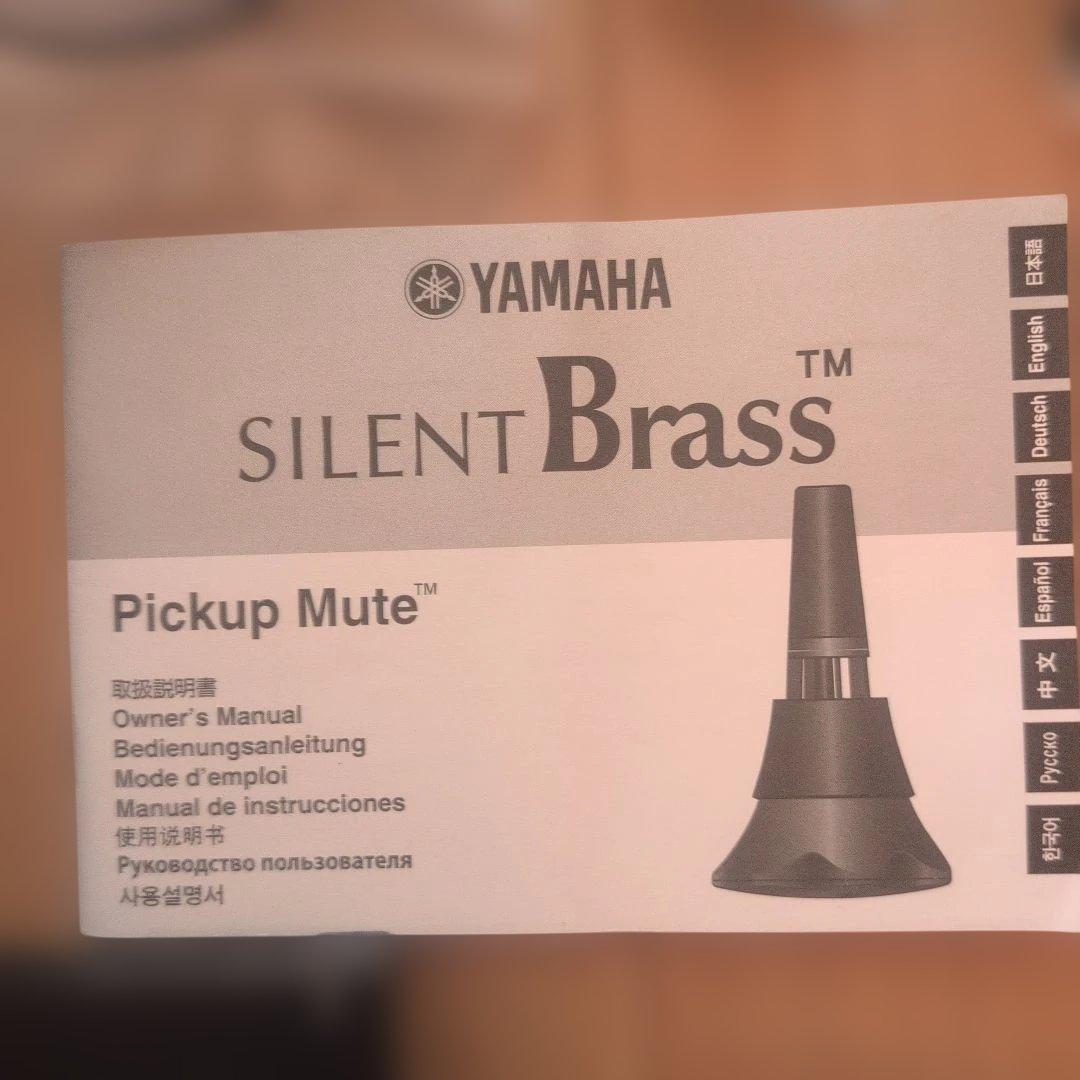 YAMAHA
SILENT Brass™
Pickup Mute™
取扱説明書
Owner's Manual
Bedienungsanleitung
Mode d'emploi
Manual de instrucciones
使用说明书
Руководство пользователя
사용설명서
日本語
English
Deutsch
Français
Español
中文
Русско
한국어